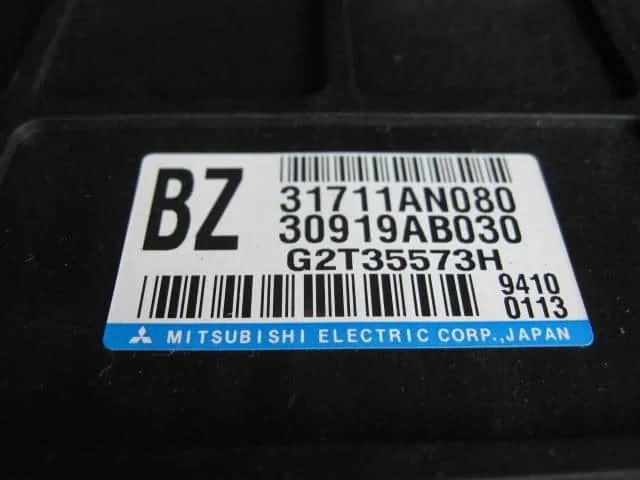 BZ
31711AN080
30919AB030
G2T35573H
9410
0113
MITSUBISHI ELECTRIC CORP.,JAPAN